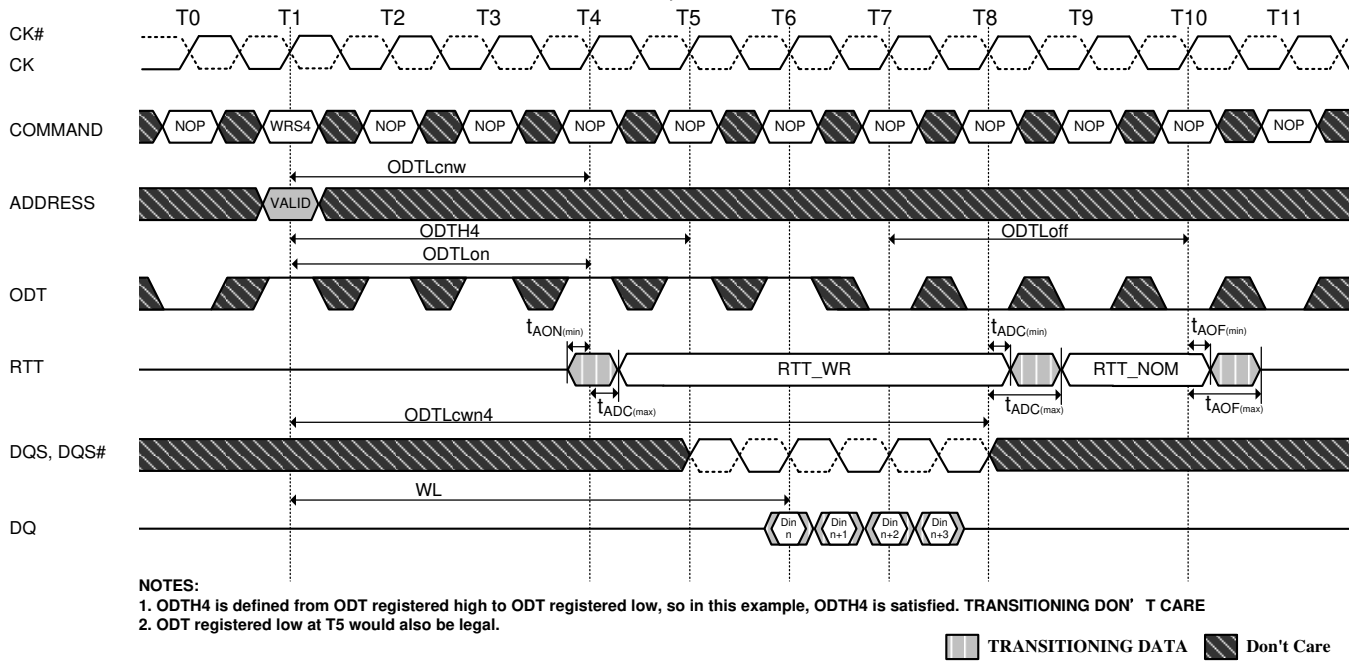 T0 T1 T2 T3 T4 T5 T6 T7 T8 T9 T10 T11
CK#
CK
COMMAND NOP WRS4 NOP NOP NOP NOP NOP NOP NOP NOP NOP NOP
ODTLcnw
ADDRESS VALID
ODTH4 ODTLoff
ODTLon
ODT
tAON(min) tADC(min) tAOF(min)
RTT RTT_WR RTT_NOM
tADC(max) tADC(max) tAOF(max)
ODTLcwn4
DQS, DQS#
WL
DQ Din n Din n+1 Din n+2 Din n+3
NOTES:
1. ODTH4 is defined from ODT registered high to ODT registered low, so in this example, ODTH4 is satisfied. TRANSITIONING DON' T CARE
2. ODT registered low at T5 would also be legal.
TRANSITIONING DATA Don't Care